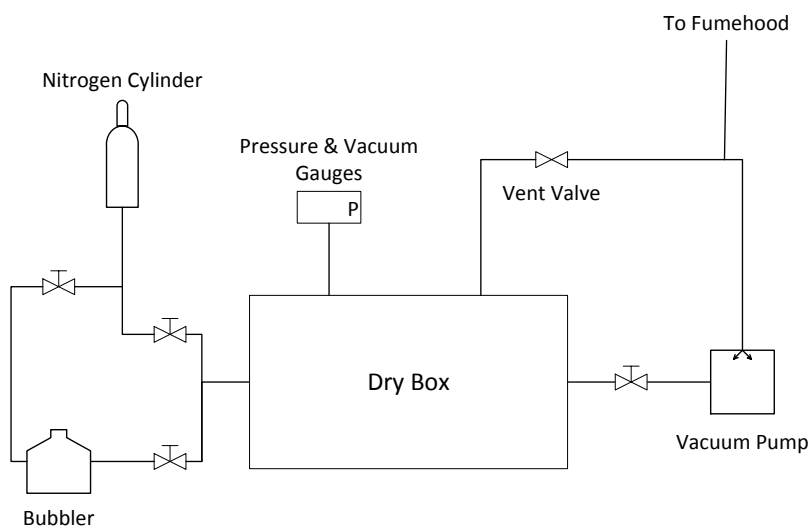 To Fumehood
Nitrogen Cylinder
Pressure & Vacuum
Gauges
P
Vent Valve
Dry Box
Vacuum Pump
Bubbler